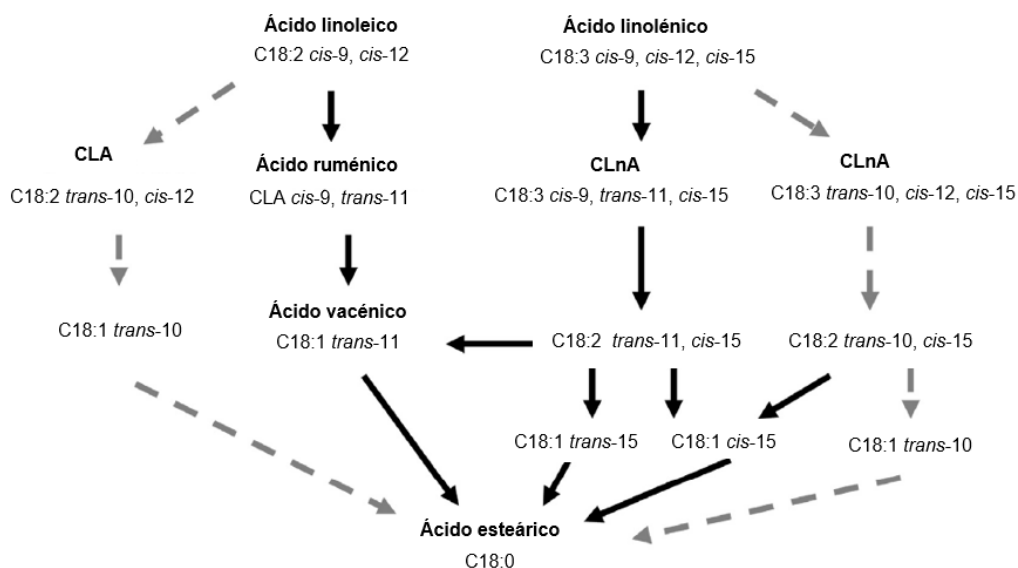 Ácido linoleico
C18:2 cis-9, cis-12
Ácido linolénico
C18:3 cis-9, cis-12, cis-15
CLA
C18:2 trans-10, cis-12
Ácido ruménico
CLA cis-9, trans-11
CLnA
C18:3 cis-9, trans-11, cis-15
CLnA
C18:3 trans-10, cis-12, cis-15
C18:1 trans-10
Ácido vacénico
C18:1 trans-11
C18:2 trans-11, cis-15
C18:2 trans-10, cis-15
C18:1 trans-15
C18:1 cis-15
C18:1 trans-10
Ácido esteárico
C18:0